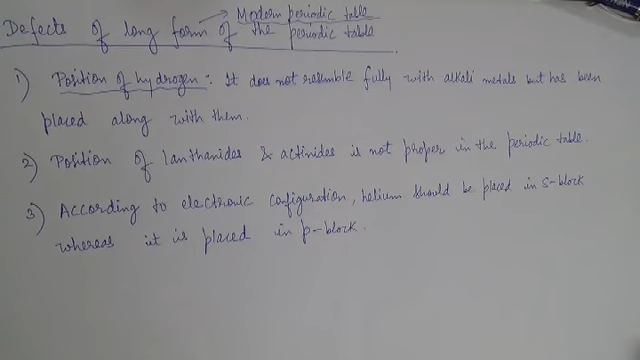 Modern periodic table
Defects of long form of the periodic table
1) Position of hydrogen :- It does not resemble fully with alkali metals but has been
placed along with them.
2) Position of lanthanides & actinides is not proper in the periodic table.
3) According to electronic configuration, helium should be placed in s-block
whereas it is placed in p-block.